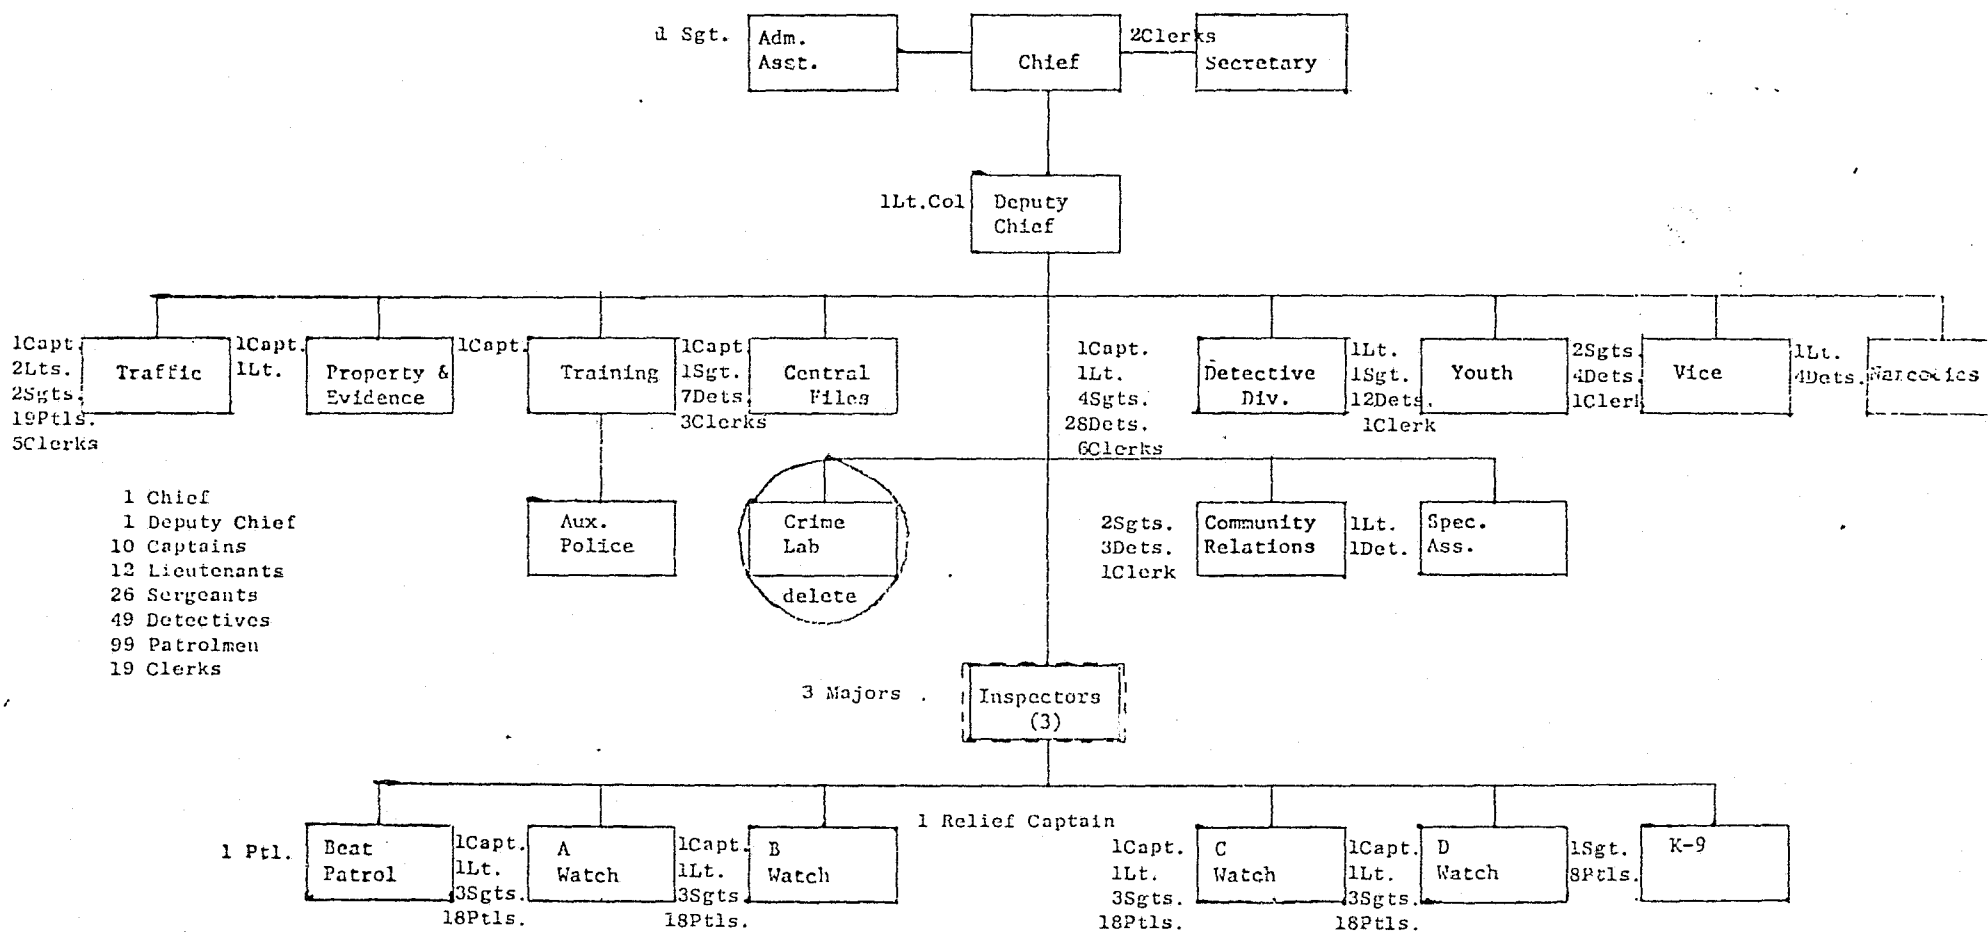 1 Sgt.
Adm.
Asst.
Chief
2Clerks
Secretary
1Lt.Col
Deputy
Chief
1Capt.
2Lts.
2Sgts.
19Ptls.
5Clerks
Traffic
1Capt.
1Lt.
Property &
Evidence
1Capt.
Training
1Capt.
1Sgt.
7Dets.
3Clerks
Central
Files
1Capt.
1Lt.
4Sgts.
28Dets.
6Clerks
Detective
Div.
1Lt.
1Sgt.
12Dets.
1Clerk
Youth
2Sgts.
4Dets.
1Clerk
Vice
1Lt.
4Dets.
Narcotics
1 Chief
1 Deputy Chief
10 Captains
12 Lieutenants
26 Sergeants
49 Detectives
99 Patrolmen
19 Clerks
Aux.
Police
Crime
Lab
delete
2Sgts.
3Dets.
1Clerk
Community
Relations
1Lt.
1Det.
Spec.
Ass.
3 Majors
Inspectors
(3)
1 Relief Captain
1 Ptl.
Beat
Patrol
1Capt.
1Lt.
3Sgts.
18Ptls.
A
Watch
1Capt.
1Lt.
3Sgts.
18Ptls.
B
Watch
1Capt.
1Lt.
3Sgts.
18Ptls.
C
Watch
1Capt.
1Lt.
3Sgts.
18Ptls.
D
Watch
1Sgt.
8Ptls.
K-9